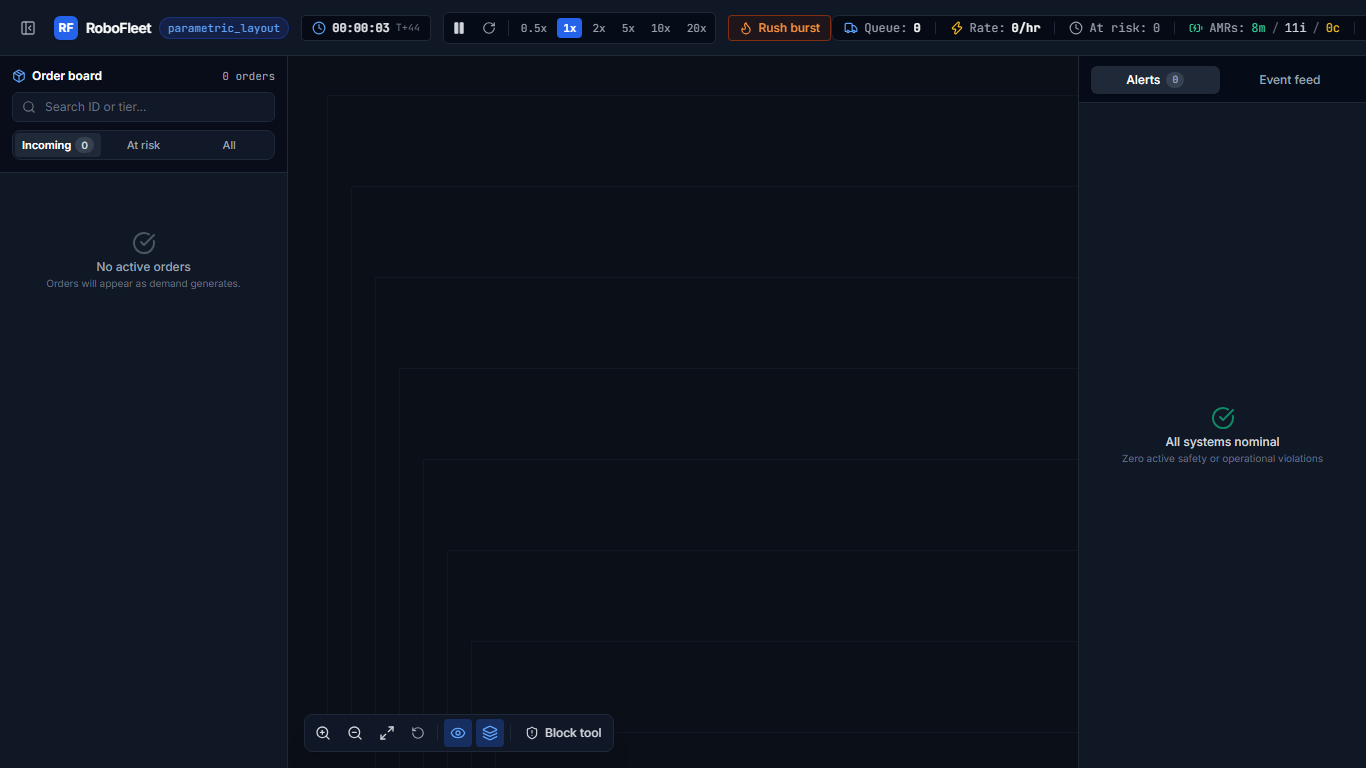 RF RoboFleet parametric_layout 00:00:03 T+44 0.5x 1x 2x 5x 10x 20x Rush burst Queue: 0 Rate: 0/hr At risk: 0 AMRs: 8m / 11i / 0c
Order board 0 orders
Search ID or tier...
Incoming 0 At risk All
No active orders
Orders will appear as demand generates.
Alerts 0 Event feed
All systems nominal
Zero active safety or operational violations
Block tool